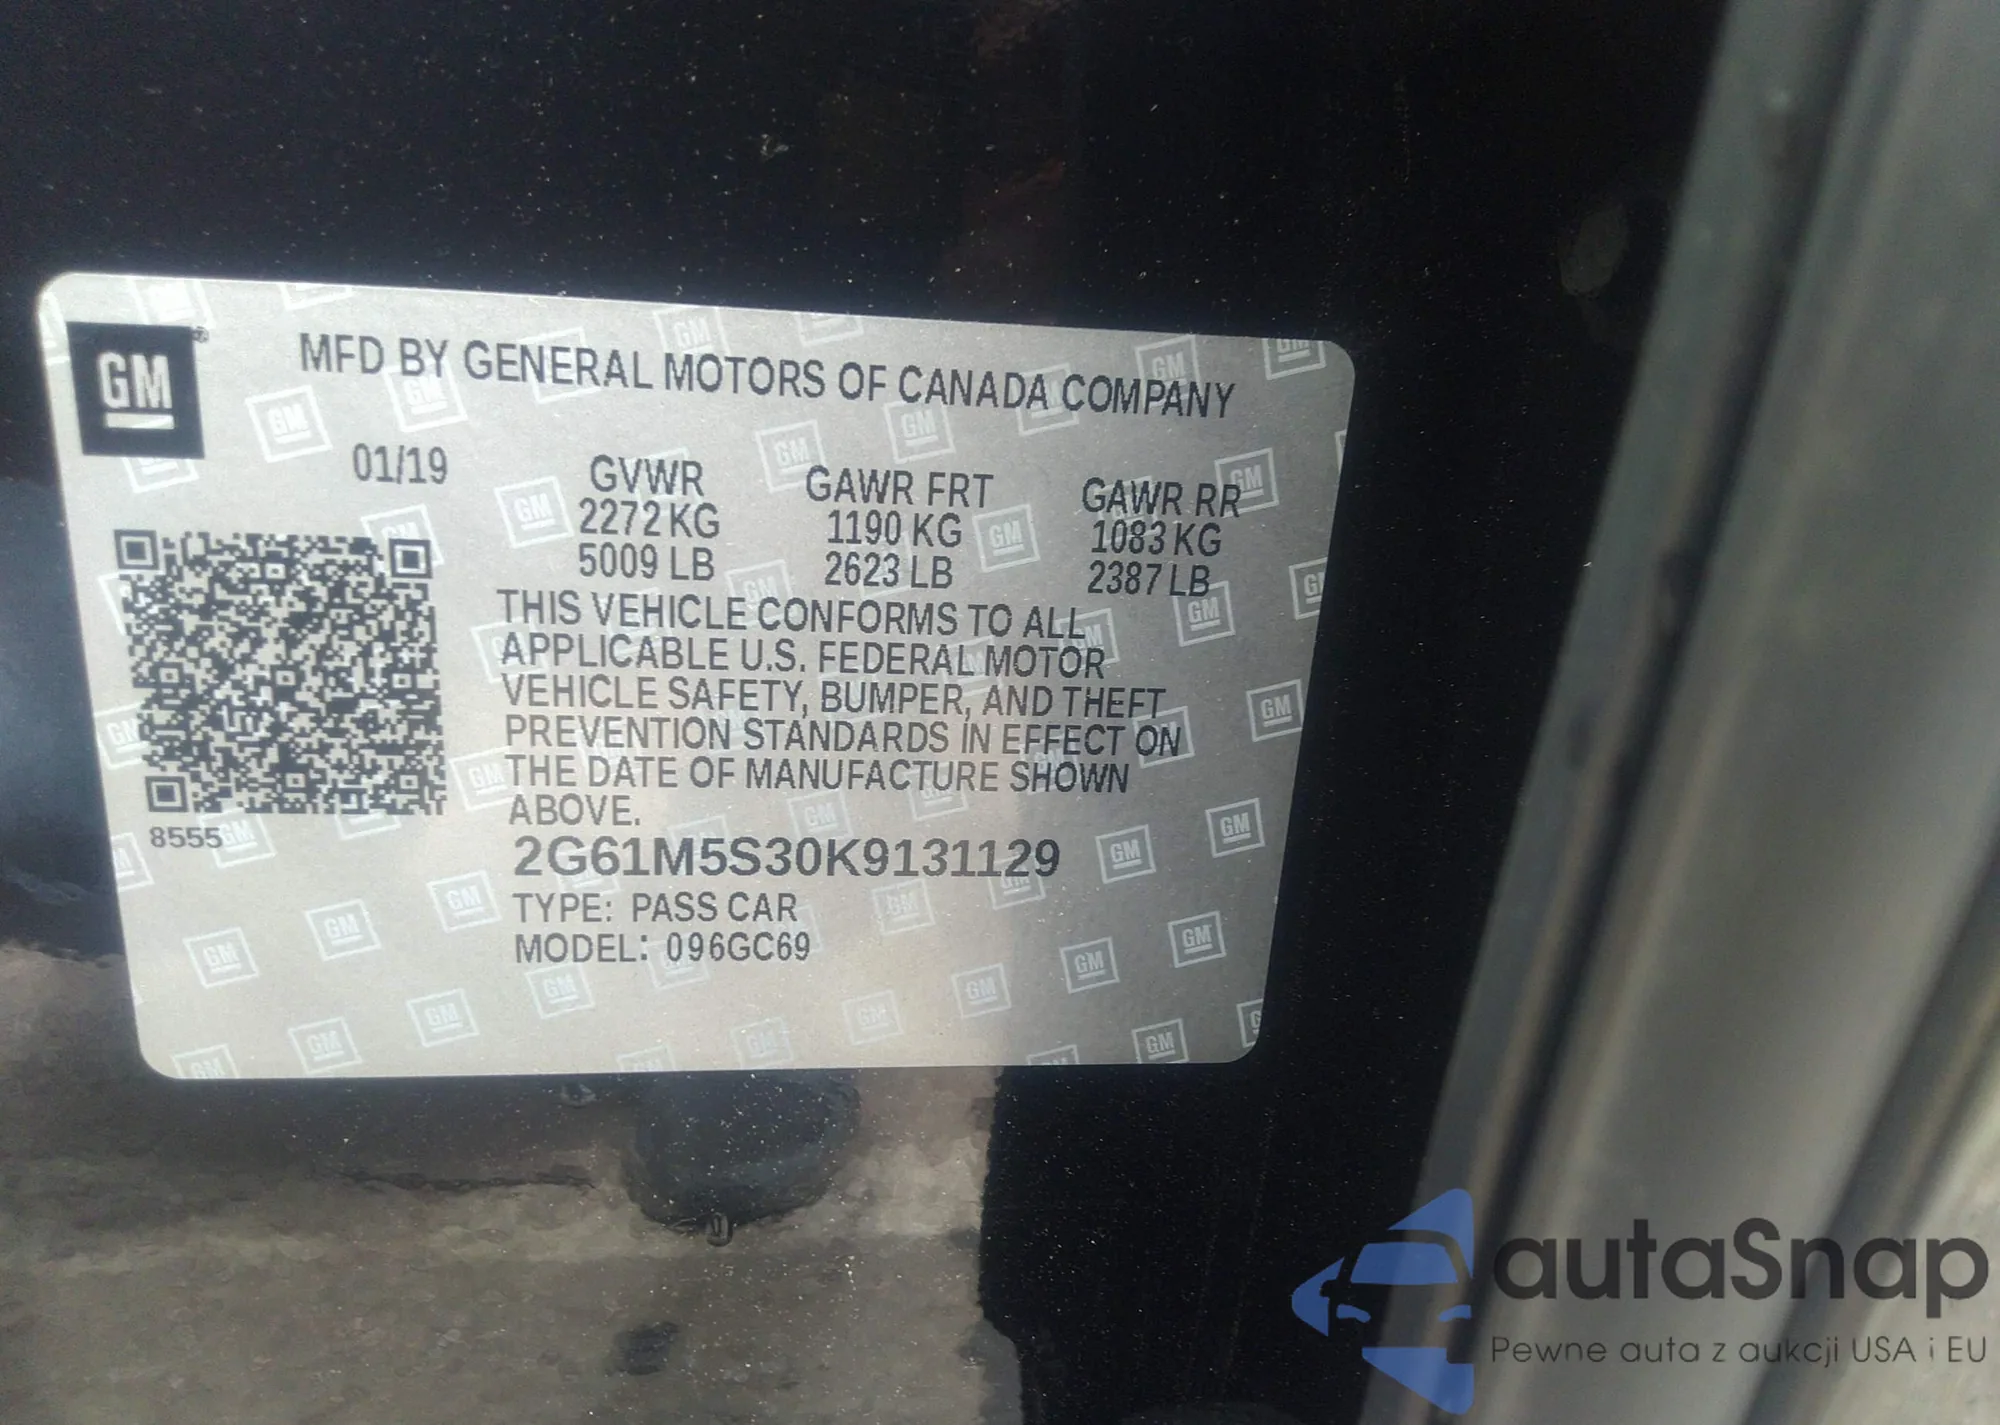 GM
MFD BY GENERAL MOTORS OF CANADA COMPANY
01/19
GVWR
2272 KG
5009 LB
GAWR FRT
1190 KG
2623 LB
GAWR RR
1083 KG
2387 LB
THIS VEHICLE CONFORMS TO ALL
APPLICABLE U.S. FEDERAL MOTOR
VEHICLE SAFETY, BUMPER, AND THEFT
PREVENTION STANDARDS IN EFFECT ON
THE DATE OF MANUFACTURE SHOWN
ABOVE.
8555
2G61M5S30K9131129
TYPE: PASS CAR
MODEL: 096GC69
autaSnap
Pewne auta z aukcji USA i EU